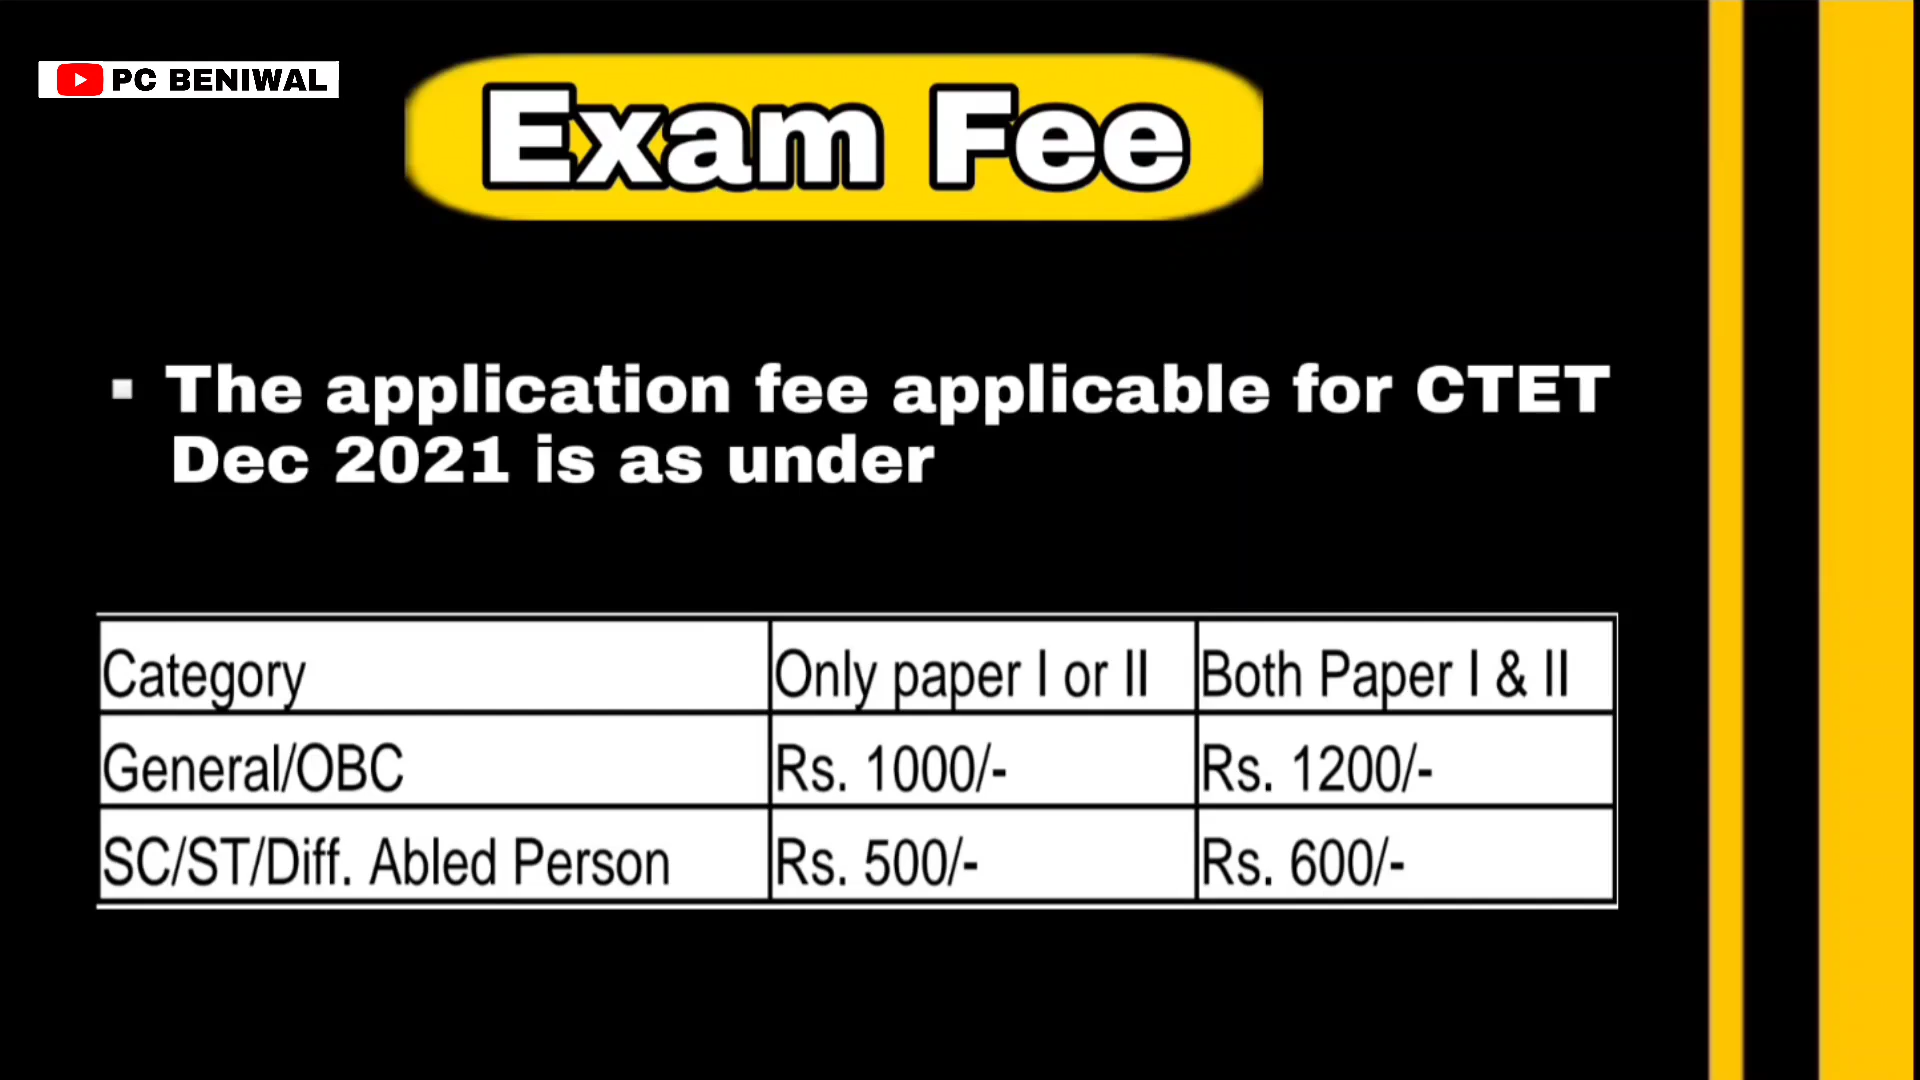 PC BENIWAL
Exam Fee
▪ The application fee applicable for CTET
Dec 2021 is as under
Category Only paper I or II Both Paper I & II
General/OBC Rs. 1000/- Rs. 1200/-
SC/ST/Diff. Abled Person Rs. 500/- Rs. 600/-